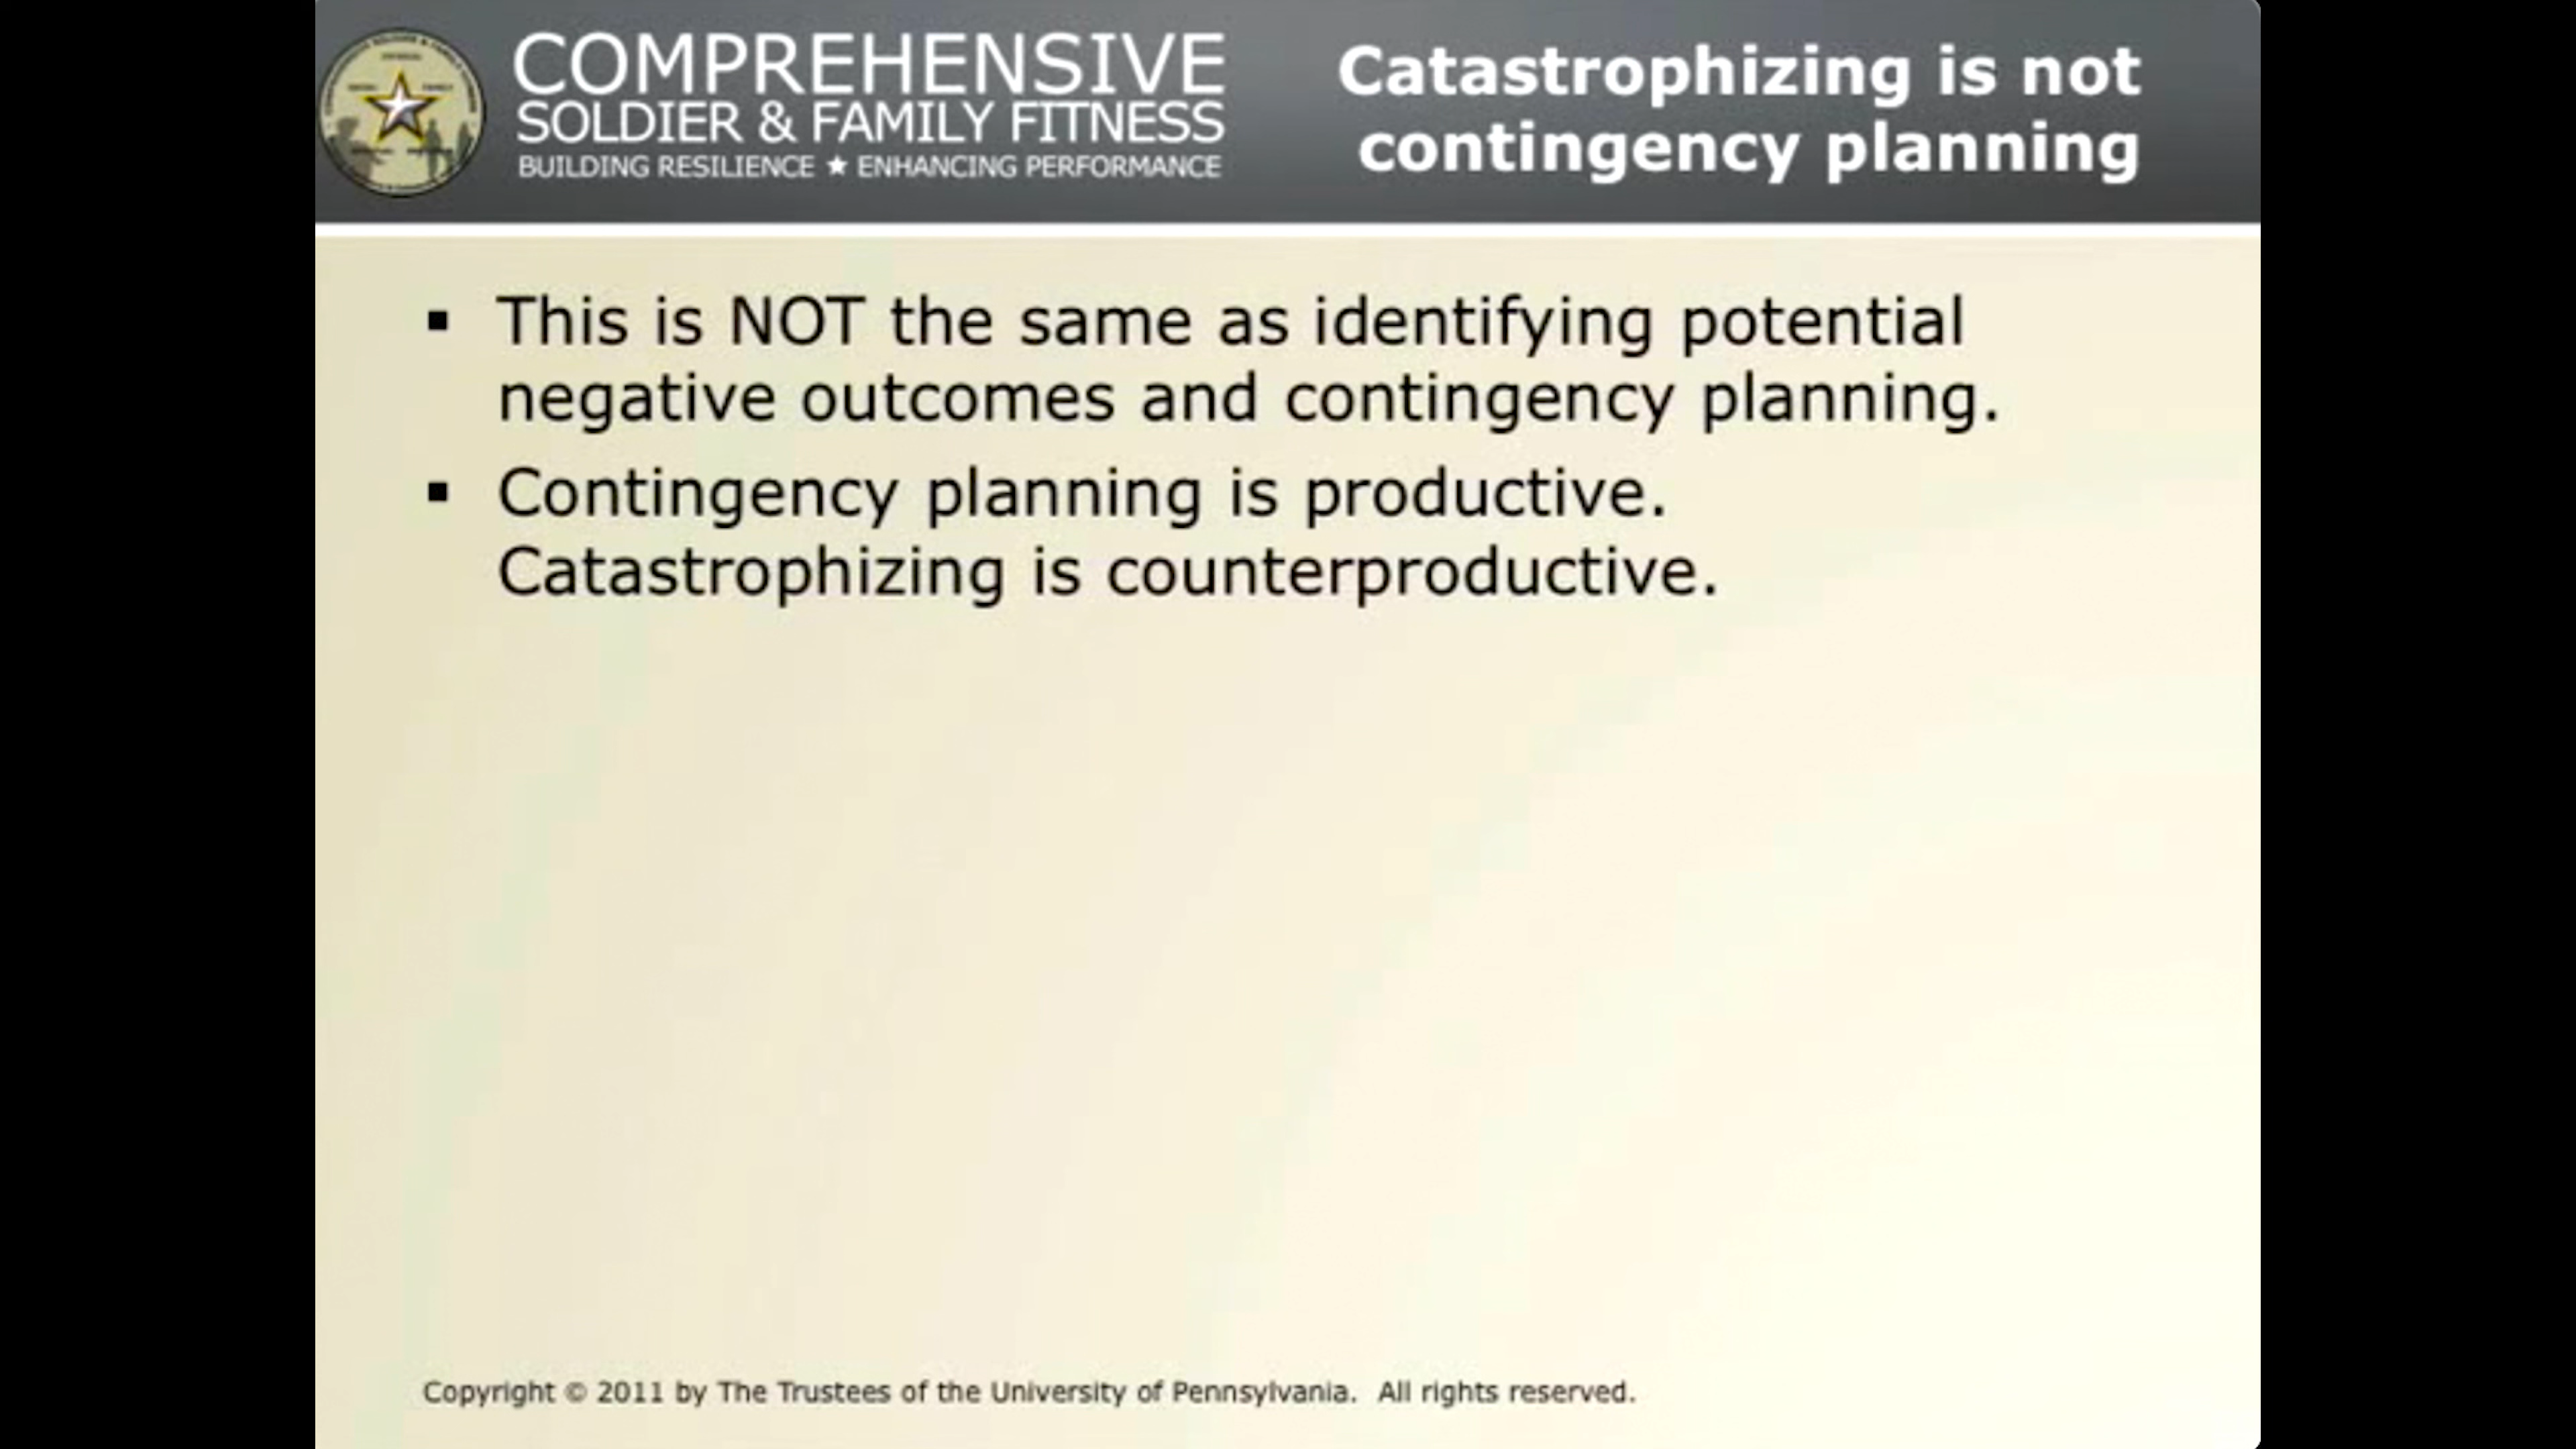 COMPREHENSIVE
SOLDIER & FAMILY FITNESS
BUILDING RESILIENCE ★ ENHANCING PERFORMANCE
Catastrophizing is not
contingency planning
▪ This is NOT the same as identifying potential
negative outcomes and contingency planning.
▪ Contingency planning is productive.
Catastrophizing is counterproductive.
Copyright © 2011 by The Trustees of the University of Pennsylvania. All rights reserved.